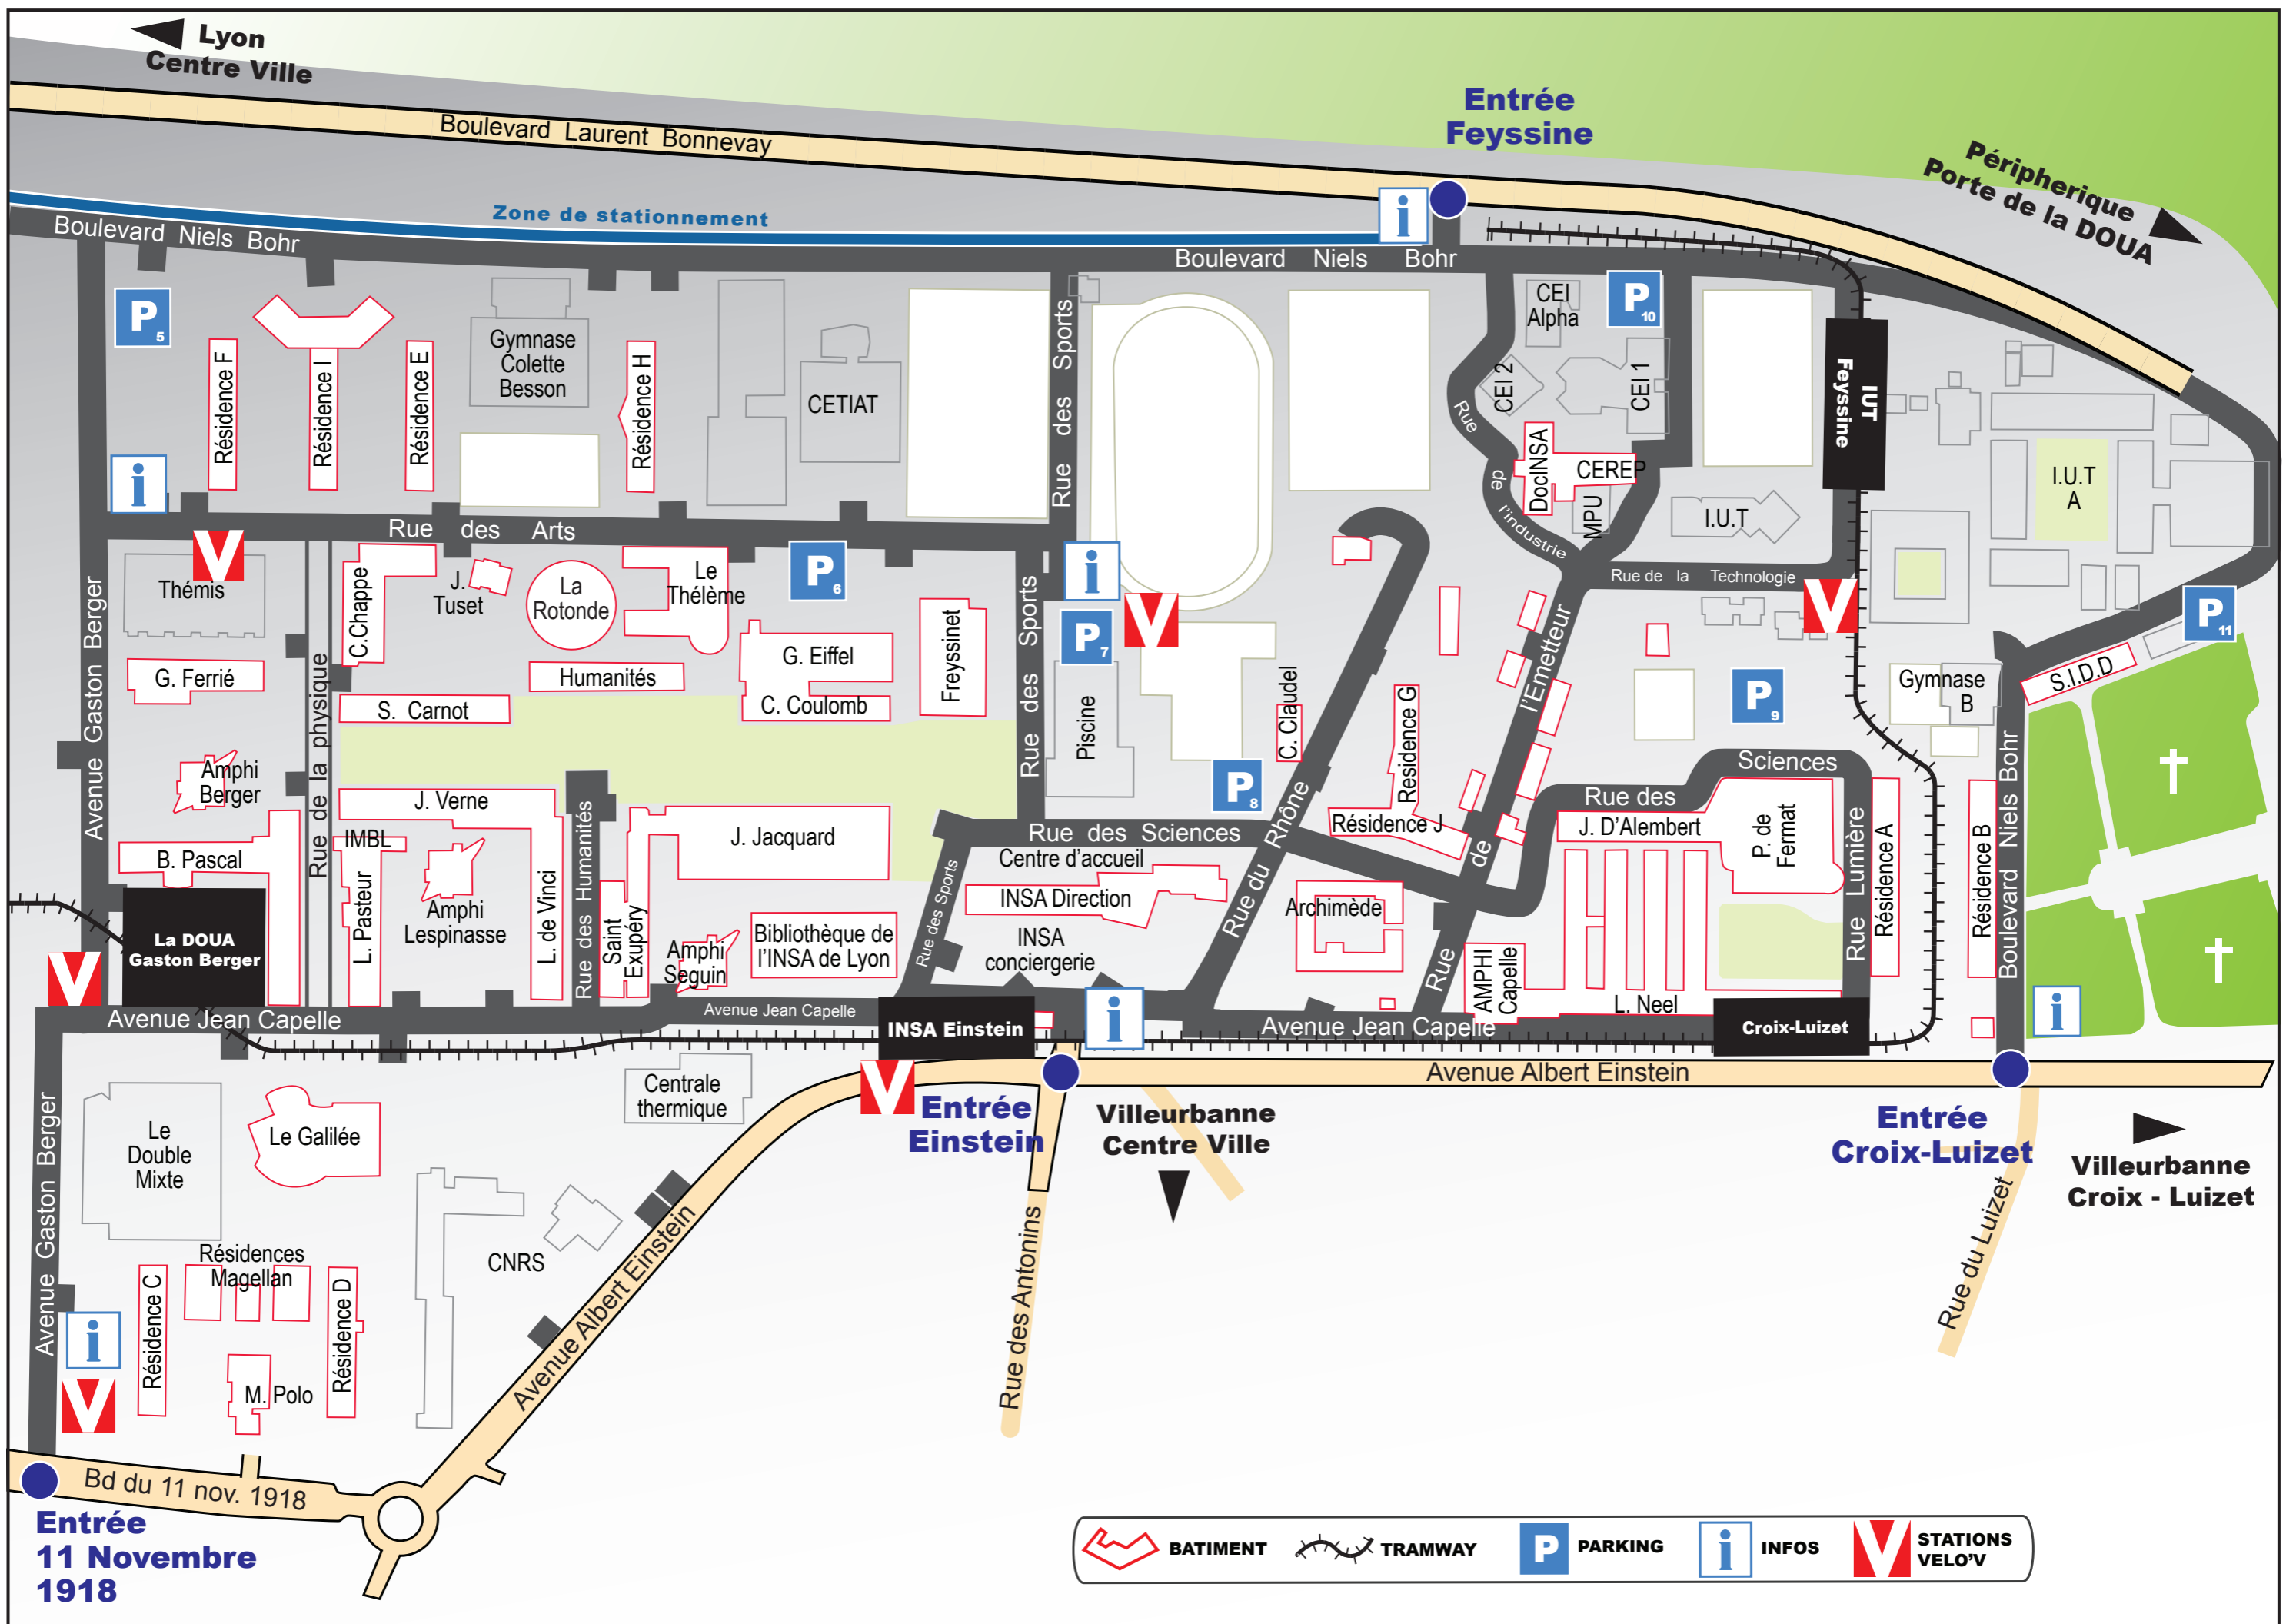 Lyon
Centre Ville
Boulevard Laurent Bonnevay
Entrée
Feyssine
Péripherique
Porte de la DOUA
Zone de stationnement
i
Boulevard Niels Bohr
Boulevard Niels Bohr
P 5
Résidence F
Résidence I
Résidence E
Gymnase
Colette
Besson
Résidence H
CETIAT
Rue des Sports
CEI
Alpha
P 10
CEI 2
CEI 1
Rue
de
l'industrie
DocINSA
CEREP
MPU
I.U.T
IUT
Feyssine
I.U.T
A
i
Rue des Arts
V
Thémis
Avenue Gaston Berger
C.Chappe
J.
Tuset
La
Rotonde
Le
Thélème
P 6
i
P 7
V
Rue de la Technologie
V
P 11
G. Ferrié
Rue de la physique
S. Carnot
Humanités
G. Eiffel
C. Coulomb
Freyssinet
Rue des Sports
Piscine
C. Claudel
Résidence G
l'Emetteur
P 9
Gymnase
B
S.I.D.D
Amphi
Berger
J. Verne
P 8
Sciences
Rue des
B. Pascal
IMBL
L. Pasteur
Amphi
Lespinasse
L. de Vinci
Rue des Humanités
Saint
Exupéry
J. Jacquard
Amphi
Seguin
Bibliothèque de
l'INSA de Lyon
Rue des Sports
Rue des Sciences
Centre d'accueil
INSA Direction
INSA
conciergerie
Rue du Rhône
Résidence J
Archimède
Rue
de
J. D'Alembert
P. de
Fermat
AMPHI
Capelle
L. Neel
Rue Lumière
Résidence A
Résidence B
Boulevard Niels Bohr
La DOUA
Gaston Berger
V
Avenue Jean Capelle
Avenue Jean Capelle
INSA Einstein
i
Avenue Jean Capelle
Croix-Luizet
i
Avenue Gaston Berger
Le
Double
Mixte
Le Galilée
Centrale
thermique
V
Entrée
Einstein
Avenue Albert Einstein
Villeurbanne
Centre Ville
Entrée
Croix-Luizet
Villeurbanne
Croix - Luizet
CNRS
Avenue Albert Einstein
Rue des Antonins
Rue du Luizet
Résidences
Magellan
Résidence C
Résidence D
M. Polo
i
V
Bd du 11 nov. 1918
Entrée
11 Novembre
1918
BATIMENT
TRAMWAY
P PARKING
i INFOS
V STATIONS
VELO'V